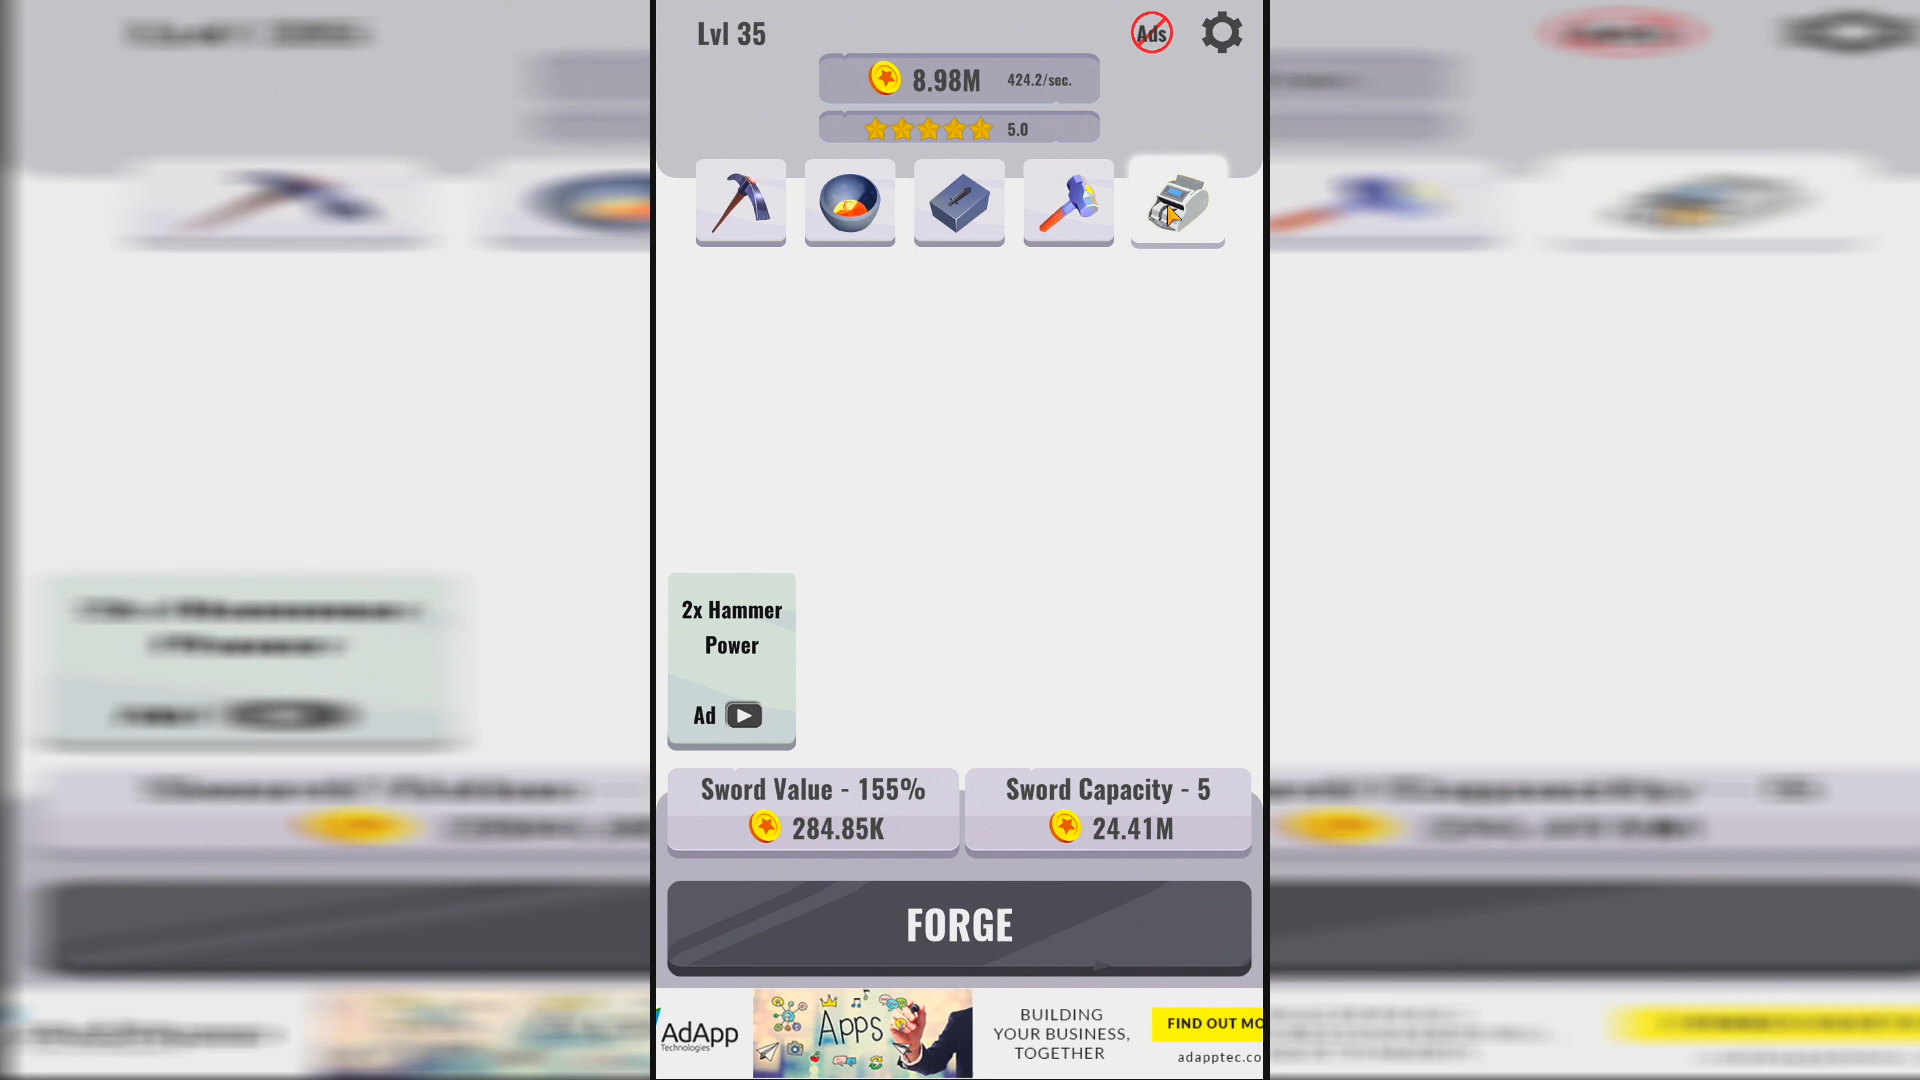 Lvl 35
Ads
8.98M 424.2/sec.
5.0
2x Hammer
Power
Ad
Sword Value - 155%
284.85K
Sword Capacity - 5
24.41M
FORGE
AdApp
Technologies
Apps
BUILDING
YOUR BUSINESS,
TOGETHER
FIND OUT MO
adapptec.co